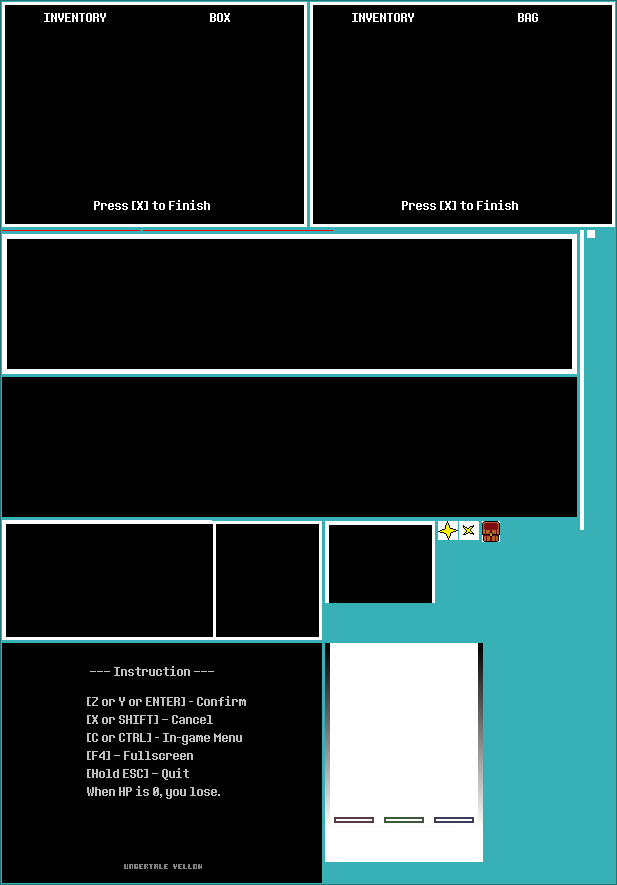 INVENTORY BOX
Press [X] to Finish
INVENTORY BAG
Press [X] to Finish
--- Instruction ---
[Z or Y or ENTER] - Confirm
[X or SHIFT] - Cancel
[C or CTRL] - In-game Menu
[F4] - Fullscreen
[Hold ESC] - Quit
When HP is 0, you lose.
UNDERTALE YELLOW